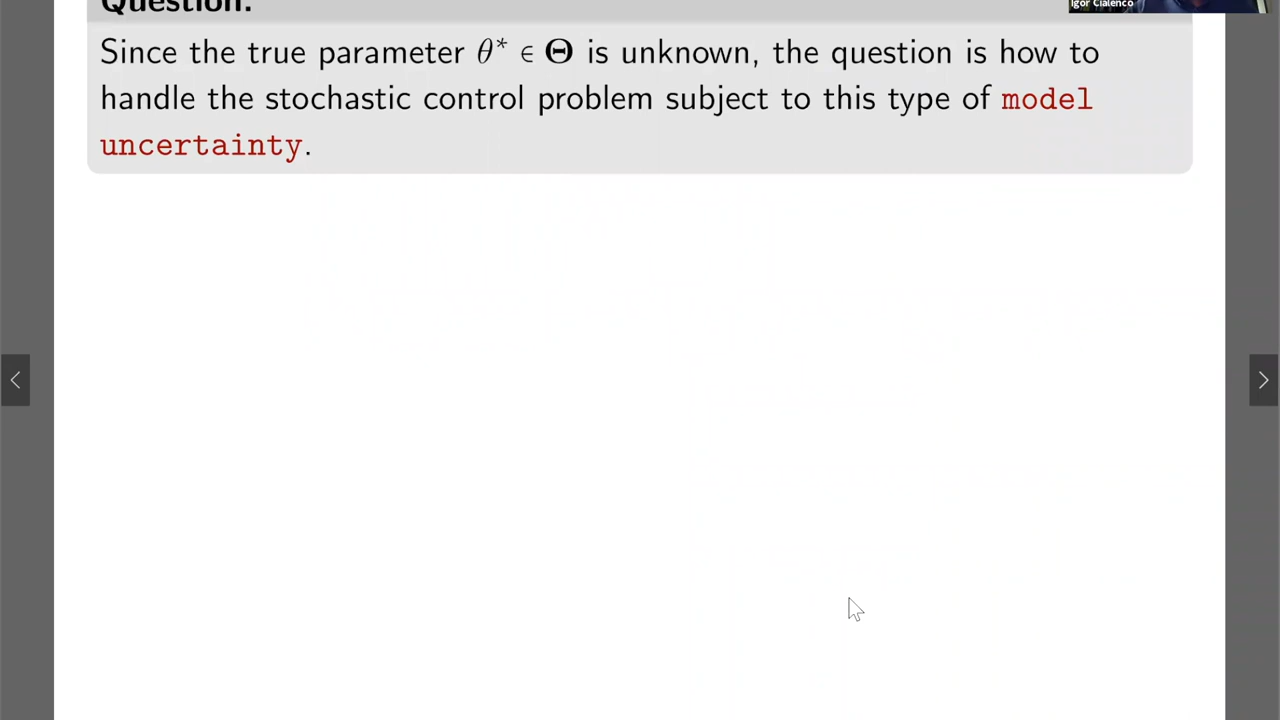 Question:
Igor Cialenco
Since the true parameter θ* ∈ Θ is unknown, the question is how to
handle the stochastic control problem subject to this type of model
uncertainty.